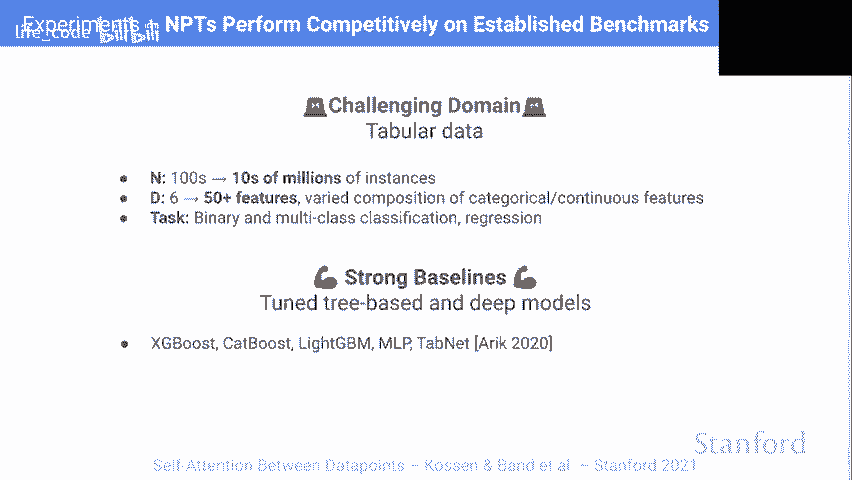 Experiments - NPTs Perform Competitively on Established Benchmarks
life_code bilibili
Challenging Domain
Tabular data
● N: 100s → 10s of millions of instances
● D: 6 → 50+ features, varied composition of categorical/continuous features
● Task: Binary and multi-class classification, regression
Strong Baselines
Tuned tree-based and deep models
● XGBoost, CatBoost, LightGBM, MLP, TabNet [Arik 2020]
Stanford
Self-Attention Between Datapoints – Kossen & Band et al. – Stanford 2021